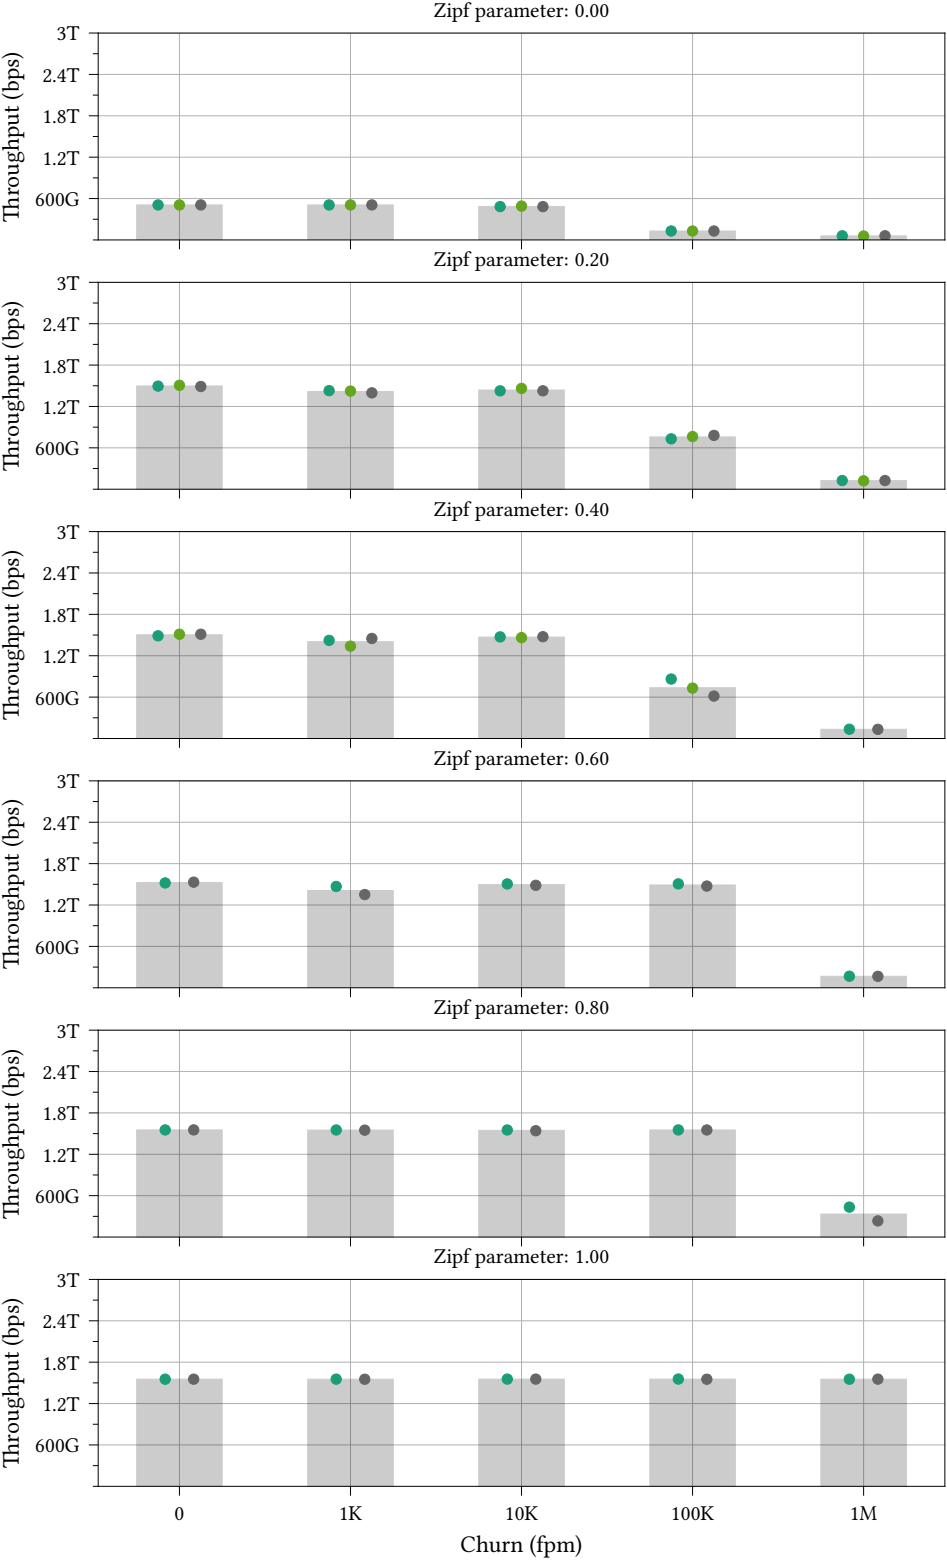 Zipf parameter: 0.00
Throughput (bps)
3T
2.4T
1.8T
1.2T
600G
Zipf parameter: 0.20
Throughput (bps)
3T
2.4T
1.8T
1.2T
600G
Zipf parameter: 0.40
Throughput (bps)
3T
2.4T
1.8T
1.2T
600G
Zipf parameter: 0.60
Throughput (bps)
3T
2.4T
1.8T
1.2T
600G
Zipf parameter: 0.80
Throughput (bps)
3T
2.4T
1.8T
1.2T
600G
Zipf parameter: 1.00
Throughput (bps)
3T
2.4T
1.8T
1.2T
600G
0 1K 10K 100K 1M
Churn (fpm)